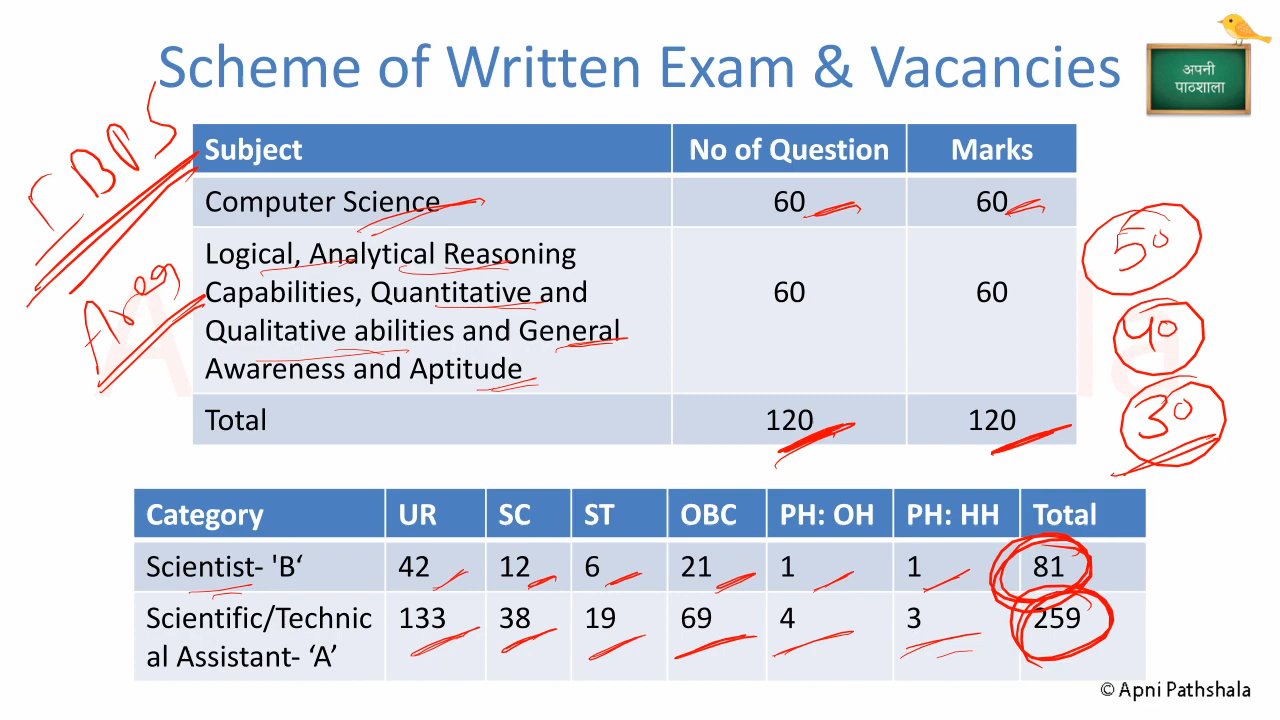 Scheme of Written Exam & Vacancies
अपनी
पाठशाला
IBPS
Subject No of Question Marks
Computer Science 60 60
Logical, Analytical Reasoning
Capabilities, Quantitative and 60 60
Qualitative abilities and General
Awareness and Aptitude
Total 120 120
50
40
30
Category UR SC ST OBC PH: OH PH: HH Total
Scientist- 'B‘ 42 12 6 21 1 1 81
Scientific/Technic 133 38 19 69 4 3 259
al Assistant- ‘A’
© Apni Pathshala